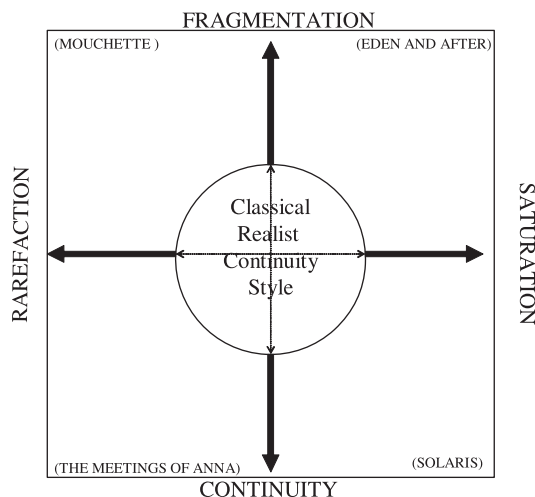 FRAGMENTATION
(MOUCHETTE )
(EDEN AND AFTER)
RAREFACTION
Classical
Realist
Continuity
Style
SATURATION
(THE MEETINGS OF ANNA)
(SOLARIS)
CONTINUITY